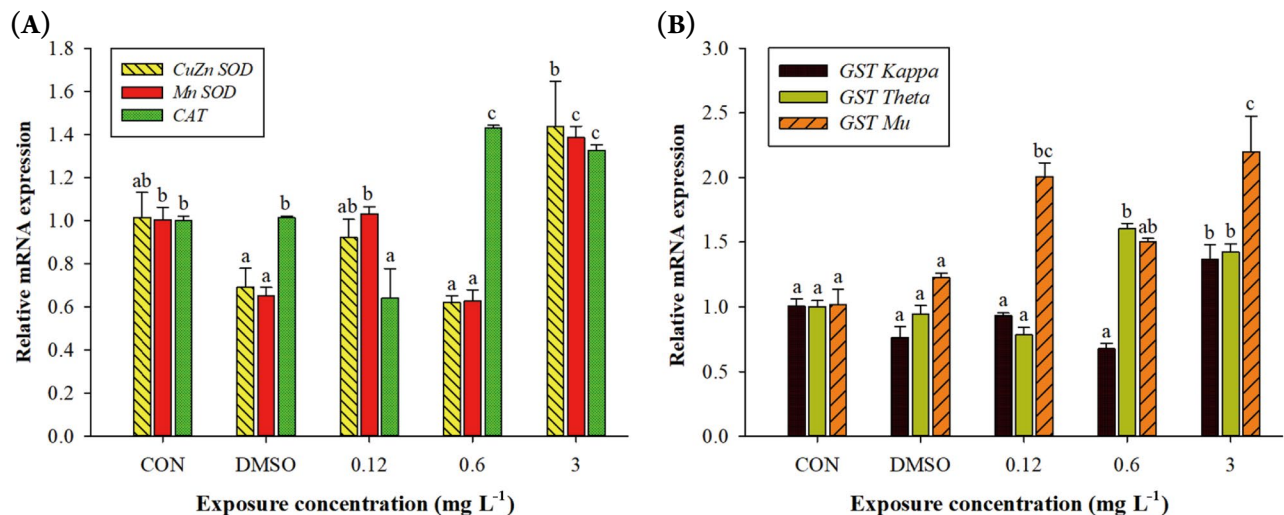 (A)
Relative mRNA expression
1.8
1.6
1.4
1.2
1.0
0.8
0.6
0.4
0.2
0.0
CuZn SOD
Mn SOD
CAT
ab b b
a a b
ab b a
a a c
b c c
CON DMSO 0.12 0.6 3
Exposure concentration (mg L⁻¹)
(B)
Relative mRNA expression
3.0
2.5
2.0
1.5
1.0
0.5
0.0
GST Kappa
GST Theta
GST Mu
a a a
a a a
a a bc
a b ab
b b c
CON DMSO 0.12 0.6 3
Exposure concentration (mg L⁻¹)